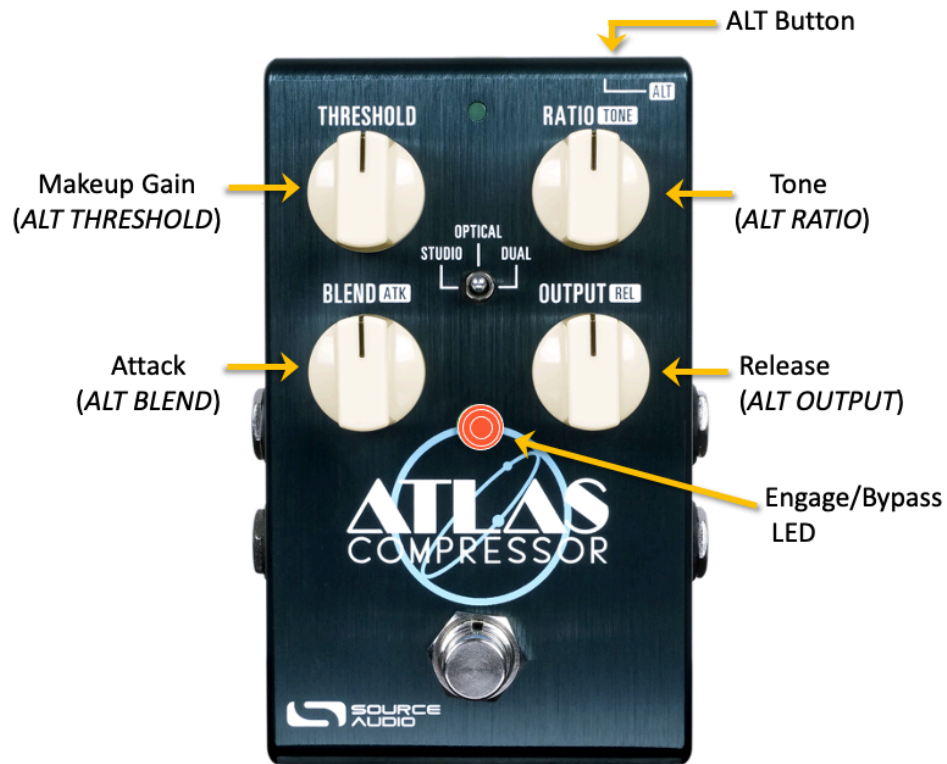 ALT Button
ALT
THRESHOLD
RATIO TONE
Makeup Gain
(ALT THRESHOLD)
Tone
(ALT RATIO)
OPTICAL
STUDIO
DUAL
BLEND ATK
OUTPUT REL
Attack
(ALT BLEND)
Release
(ALT OUTPUT)
ATLAS
COMPRESSOR
Engage/Bypass
LED
SOURCE
AUDIO